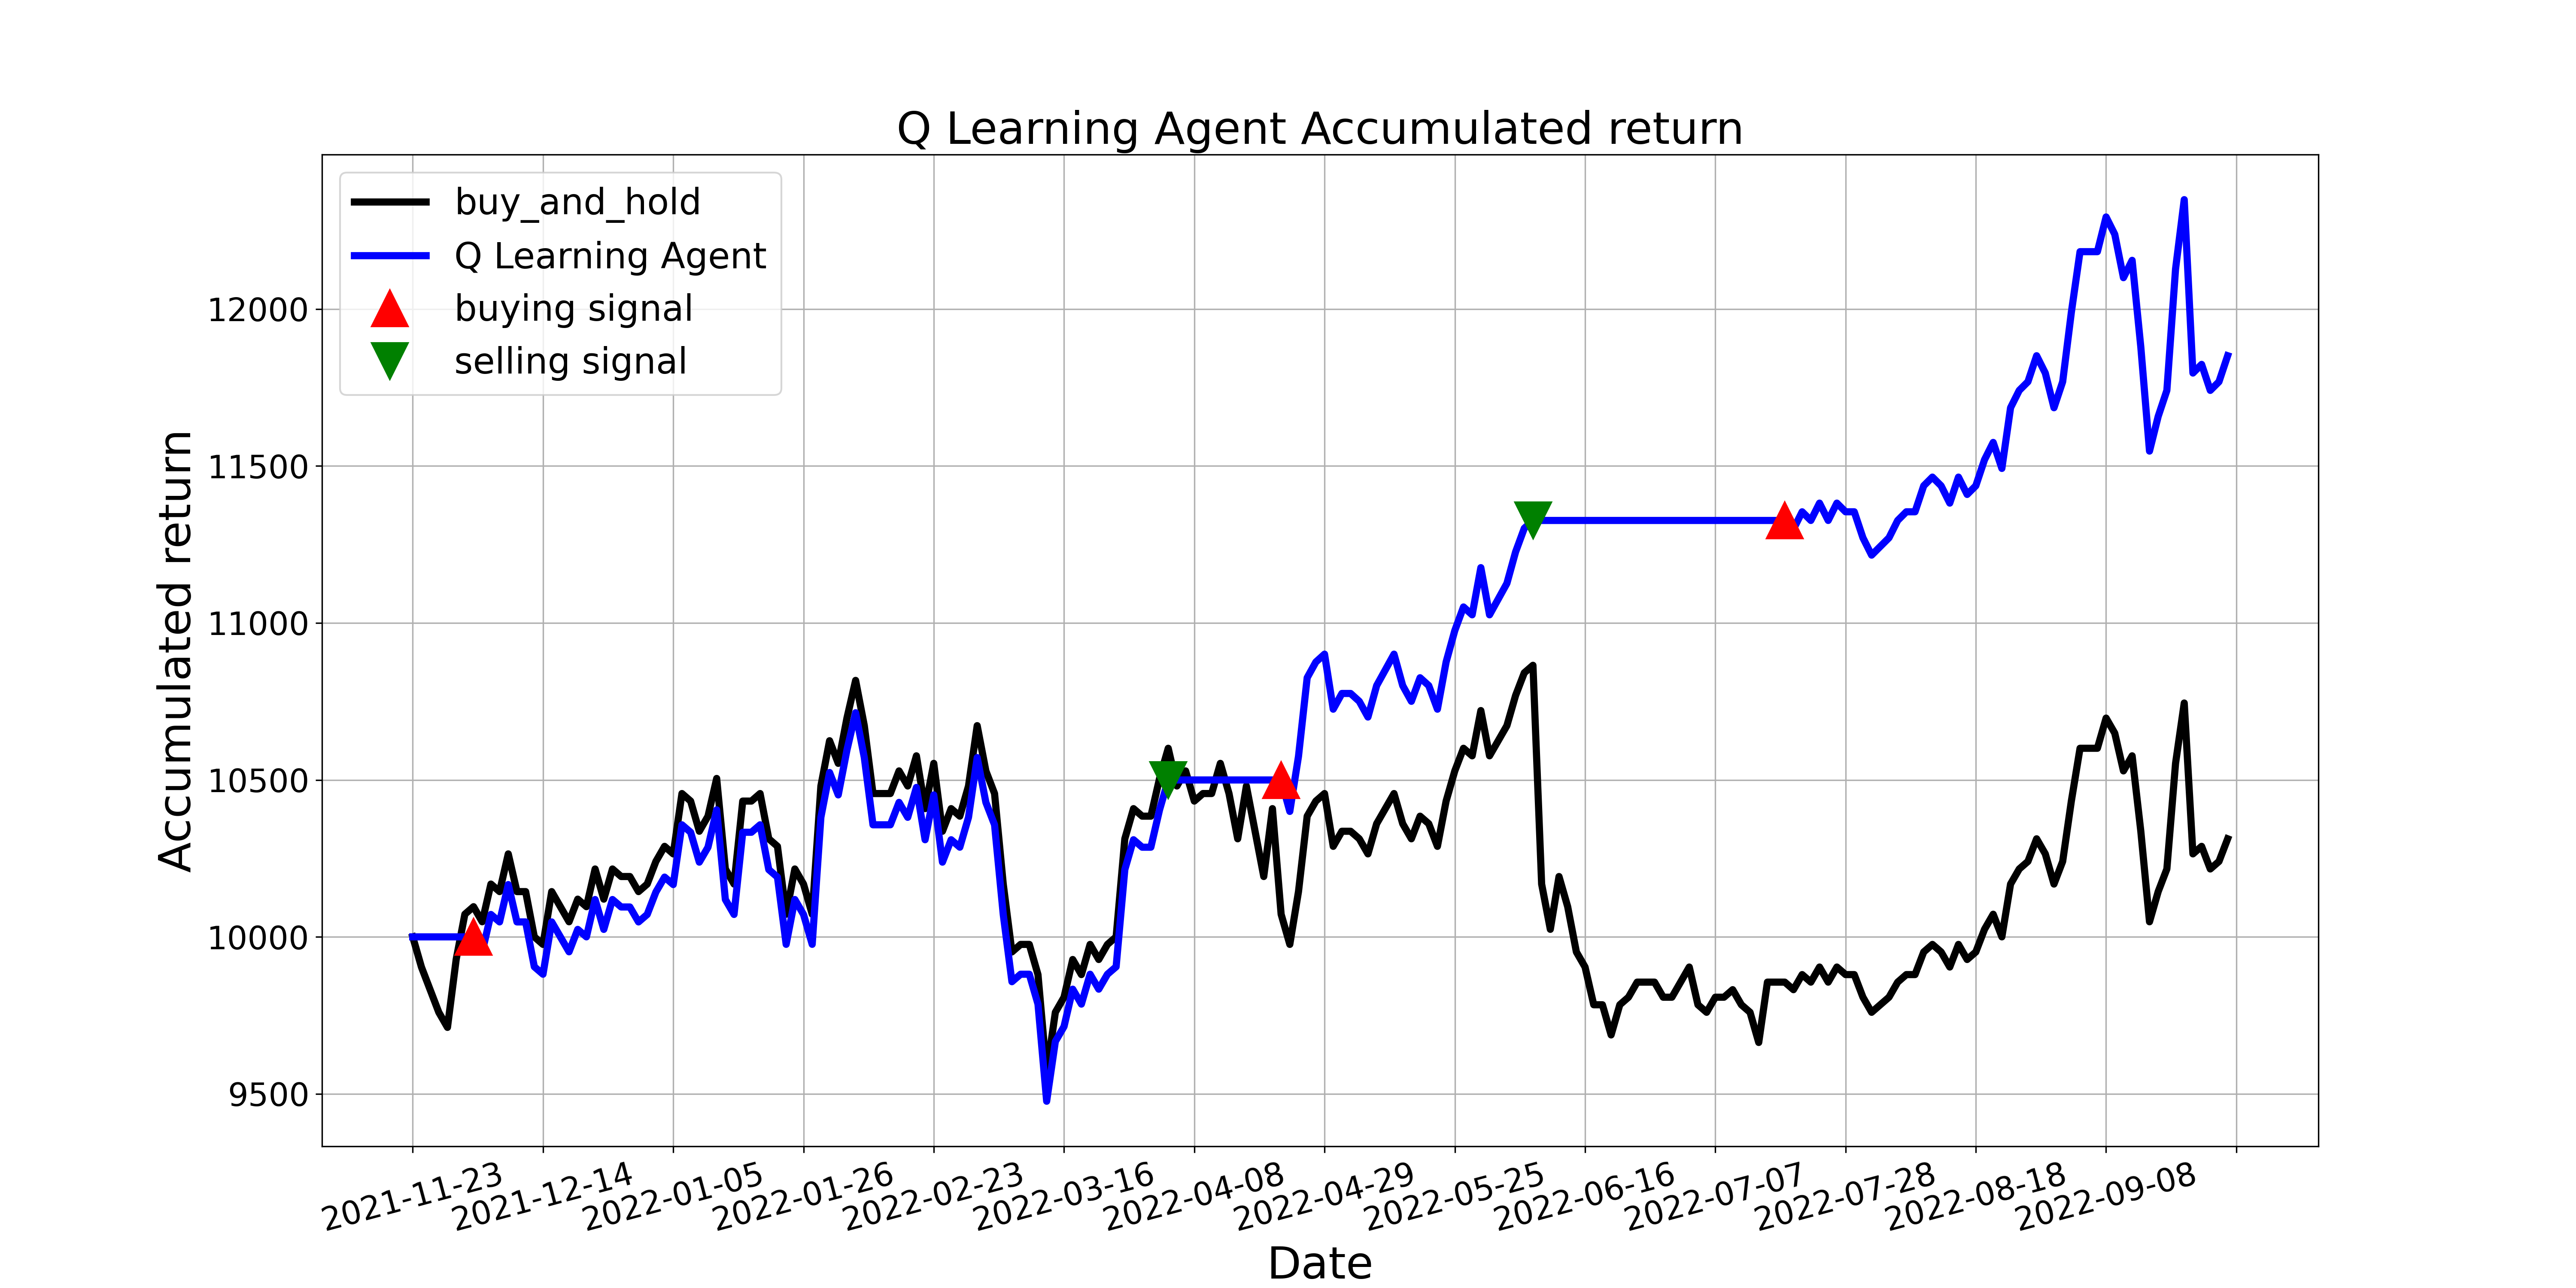 Q Learning Agent Accumulated return
buy_and_hold
Q Learning Agent
buying signal
selling signal
Accumulated return
12000
11500
11000
10500
10000
9500
2021-11-23
2021-12-14
2022-01-05
2022-01-26
2022-02-23
2022-03-16
2022-04-08
2022-04-29
2022-05-25
2022-06-16
2022-07-07
2022-07-28
2022-08-18
2022-09-08
Date